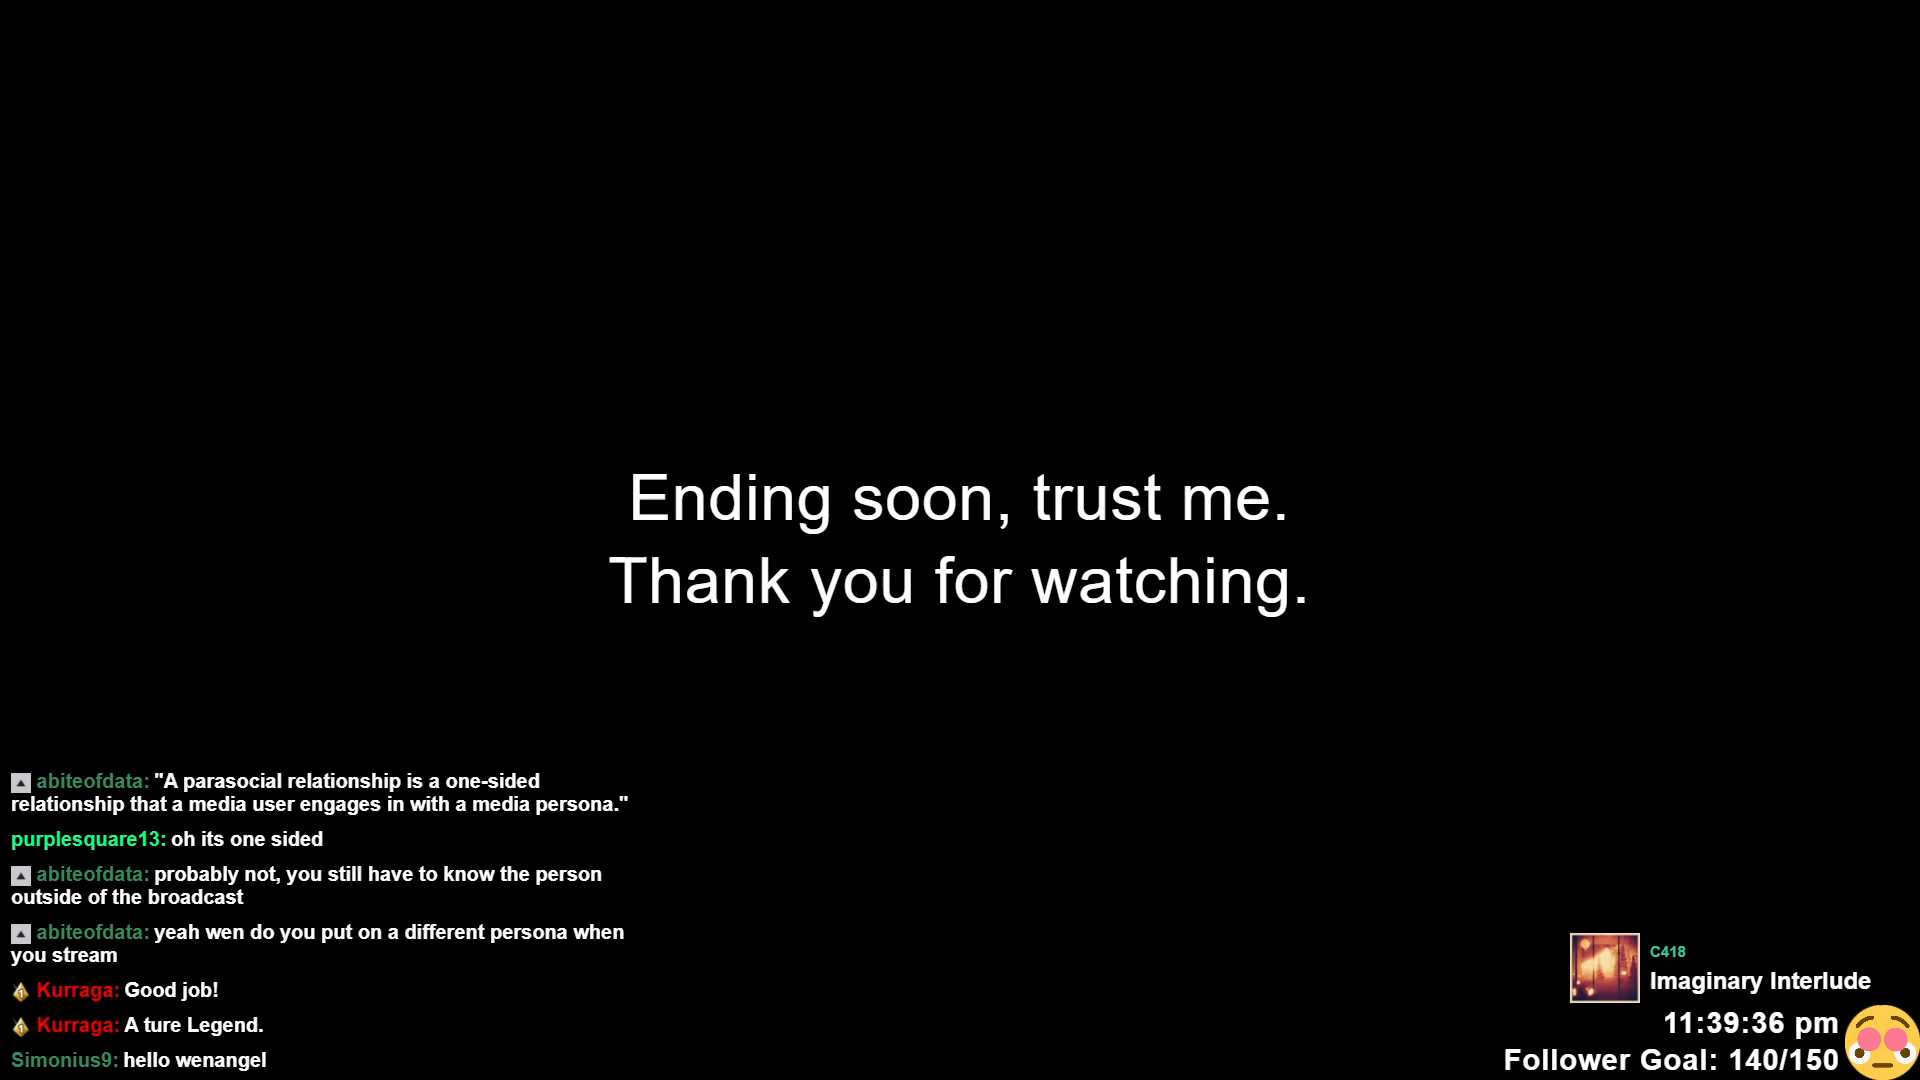 Ending soon, trust me.
Thank you for watching.
abiteofdata: "A parasocial relationship is a one-sided
relationship that a media user engages in with a media persona."
purplesquare13: oh its one sided
abiteofdata: probably not, you still have to know the person
outside of the broadcast
abiteofdata: yeah wen do you put on a different persona when
you stream
Kurraga: Good job!
Kurraga: A ture Legend.
Simonius9: hello wenangel
C418
Imaginary Interlude
11:39:36 pm
Follower Goal: 140/150